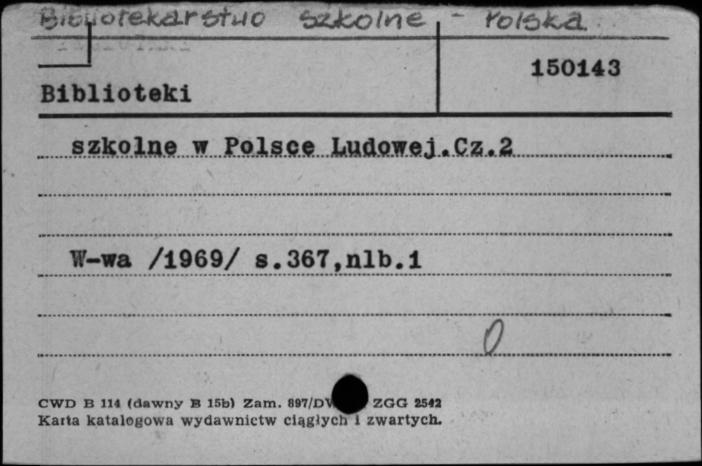 Bibliotekarstwo szkolne - Polska
150143
Biblioteki
szkolne w Polsce Ludowej.Cz.2
W-wa /1969/ s.367,nlb.1
0
CWD B 114 (dawny B 15b) Zam. 897/D ZGG 2542
Karta katalogowa wydawnictw ciągłych i zwartych.